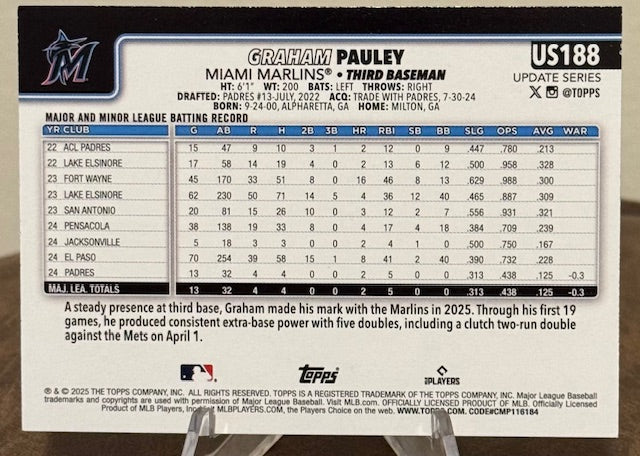 M
GRAHAM PAULEY
US188
MIAMI MARLINS® • THIRD BASEMAN
UPDATE SERIES
HT: 6'1" WT: 200 BATS: LEFT THROWS: RIGHT
X @TOPPS
DRAFTED: PADRES #13-JULY, 2022 ACQ: TRADE WITH PADRES, 7-30-24
BORN: 9-24-00, ALPHARETTA, GA HOME: MILTON, GA
MAJOR AND MINOR LEAGUE BATTING RECORD
YR CLUB G AB R H 2B 3B HR RBI SB BB SLG OPS AVG WAR
22 ACL PADRES 15 47 9 10 3 1 2 12 0 9 .447 .780 .213
22 LAKE ELSINORE 17 58 14 19 4 0 2 13 6 12 .500 .958 .328
23 FORT WAYNE 45 170 33 51 8 0 16 46 8 13 .629 .988 .300
23 LAKE ELSINORE 62 230 50 71 14 5 4 36 12 40 .465 .887 .309
23 SAN ANTONIO 20 81 15 26 10 0 3 12 2 7 .556 .931 .321
24 PENSACOLA 38 138 19 33 8 0 4 17 4 18 .384 .709 .239
24 JACKSONVILLE 5 18 3 3 0 0 2 4 1 0 .500 .750 .167
24 EL PASO 70 254 39 58 15 1 8 41 2 40 .390 .732 .228
24 PADRES 13 32 4 4 0 0 2 5 0 0 .313 .438 .125 -0.3
MAJ. LEA. TOTALS 13 32 4 4 0 0 2 5 0 0 .313 .438 .125 -0.3
A steady presence at third base, Graham made his mark with the Marlins in 2025. Through his first 19
games, he produced consistent extra-base power with five doubles, including a clutch two-run double
against the Mets on April 1.
Topps
PLAYERS
® & © 2025 THE TOPPS COMPANY, INC. ALL RIGHTS RESERVED. TOPPS IS A REGISTERED TRADEMARK OF THE TOPPS COMPANY, INC. Major League Baseball
trademarks and copyrights are used with permission of Major League Baseball. Visit MLB.com. OFFICIALLY LICENSED PRODUCT OF MLB. Officially Licensed
Product of MLB Players, Inc. Visit MLBPLAYERS.COM, the Players Choice on the web. WWW.TOPPS.COM. CODE#CMP116184